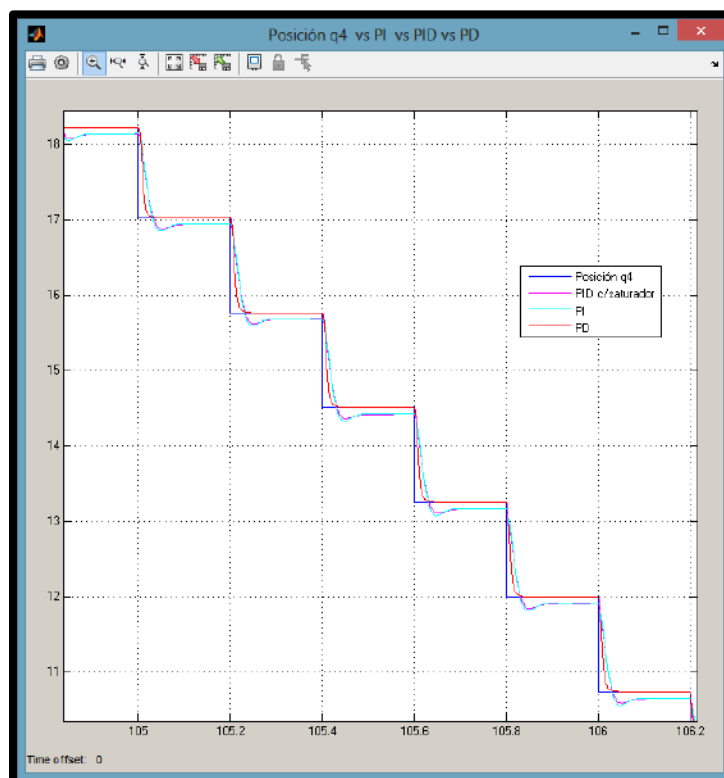 Posición q4 vs PI vs PID vs PD
18
17
16
15
14
13
12
11
Posición q4
PID c/saturador
PI
PD
105
105.2
105.4
105.6
105.8
106
106.2
Time offset: 0